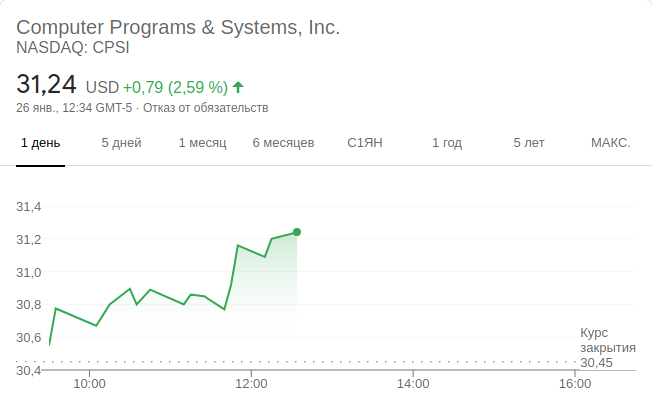 Computer Programs & Systems, Inc.
NASDAQ: CPSI
31,24 USD +0,79 (2,59 %)
26 янв., 12:34 GMT-5 · Отказ от обязательств
1 день 5 дней 1 месяц 6 месяцев С1ЯН 1 год 5 лет МАКС.
31,4
31,2
31,0
30,8
30,6
30,4
Курс
закрытия
30,45
10:00 12:00 14:00 16:00